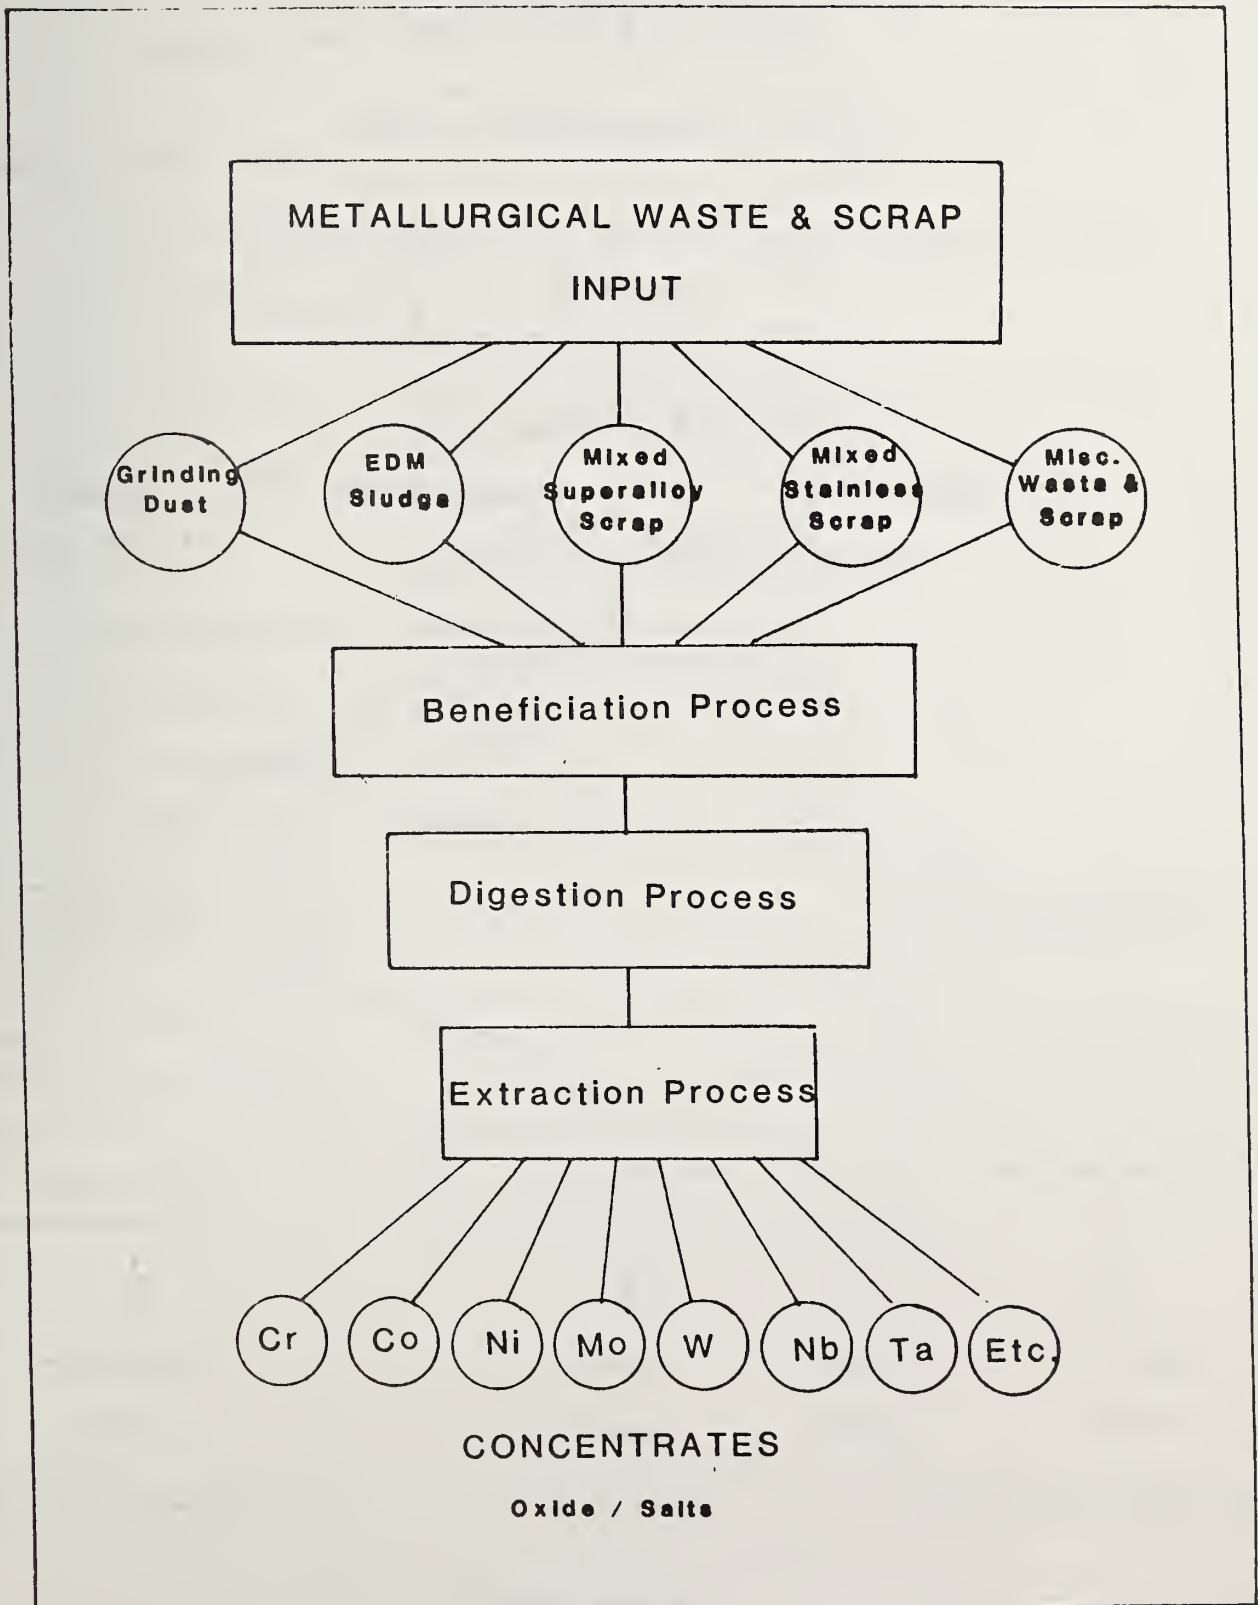 METALLURGICAL WASTE & SCRAP
INPUT
Grinding
Dust
EDM
Sludge
Mixed
Superalloy
Scrap
Mixed
Stainless
Scrap
Misc.
Waste &
Scrap
Beneficiation Process
Digestion Process
Extraction Process
Cr
Co
Ni
Mo
W
Nb
Ta
Etc.
CONCENTRATES
Oxide / Salts